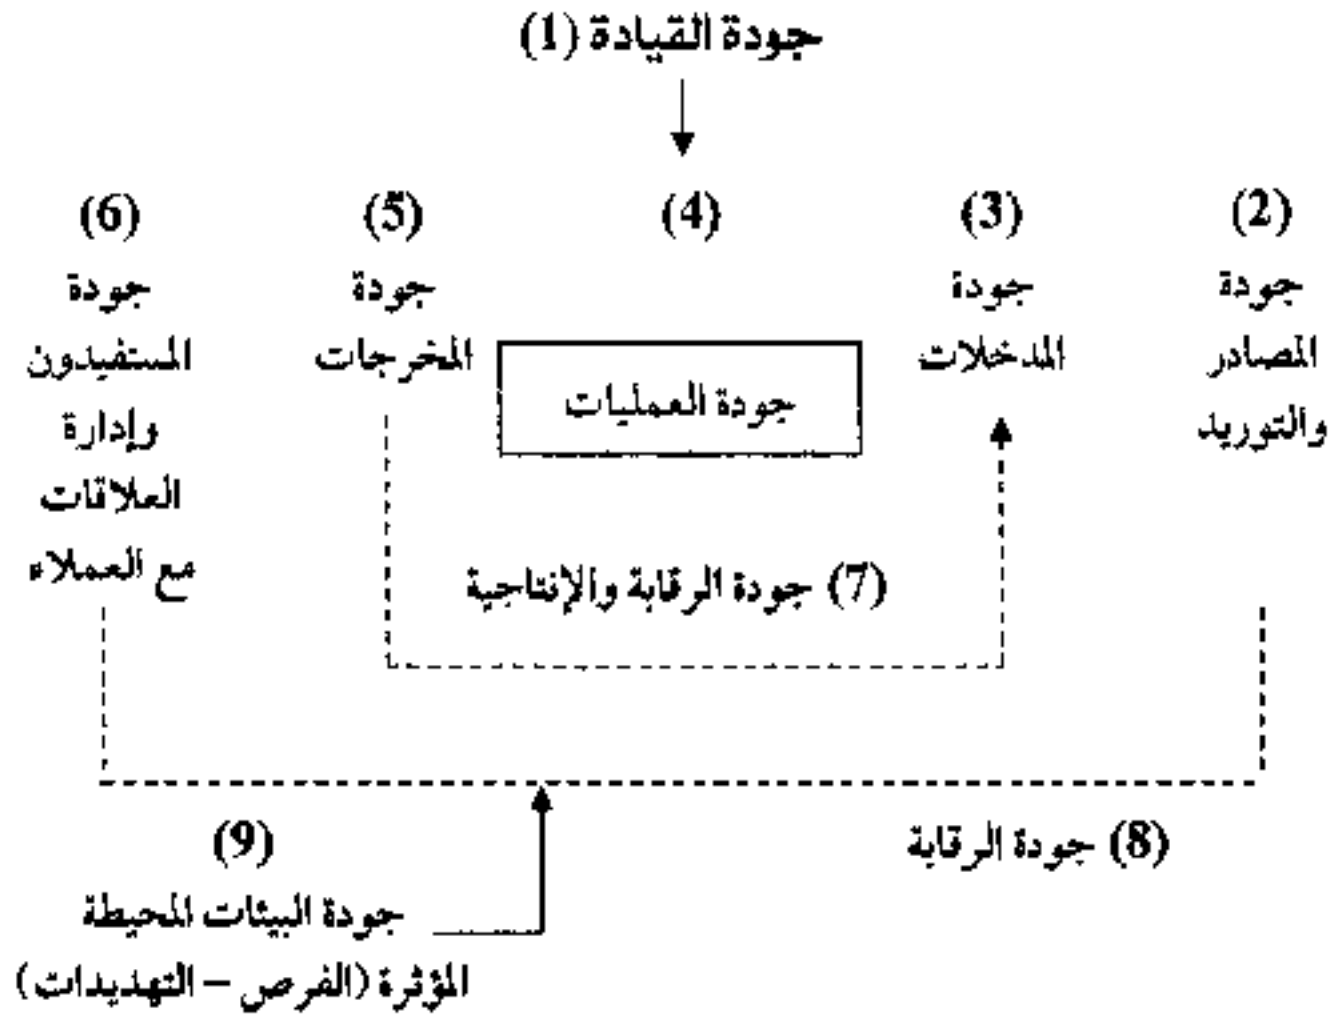 جودة القيادة (1)
(2)
جودة
المصادر
والتوريد
(3)
جودة
المدخلات
(4)
جودة العمليات
(5)
جودة
المخرجات
(6)
جودة
المستفيدون
وإدارة
العلاقات
مع العملاء
(7) جودة الرقابة والإنتاجية
(8) جودة الرقابة
(9)
جودة البيئات المحيطة
المؤثرة (الفرص – التهديدات)